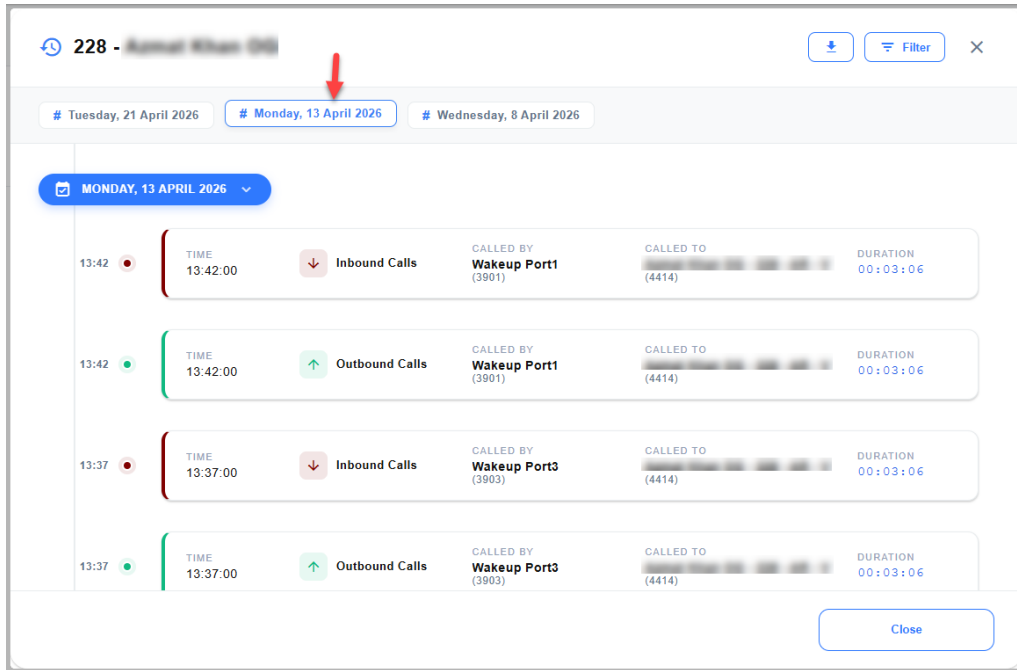 228 -
Filter
# Tuesday, 21 April 2026
# Monday, 13 April 2026
# Wednesday, 8 April 2026
MONDAY, 13 APRIL 2026
13:42
TIME
13:42:00
Inbound Calls
CALLED BY
Wakeup Port1
(3901)
CALLED TO
(4414)
DURATION
00:03:06
13:42
TIME
13:42:00
Outbound Calls
CALLED BY
Wakeup Port1
(3901)
CALLED TO
(4414)
DURATION
00:03:06
13:37
TIME
13:37:00
Inbound Calls
CALLED BY
Wakeup Port3
(3903)
CALLED TO
(4414)
DURATION
00:03:06
13:37
TIME
13:37:00
Outbound Calls
CALLED BY
Wakeup Port3
(3903)
CALLED TO
(4414)
DURATION
00:03:06
Close